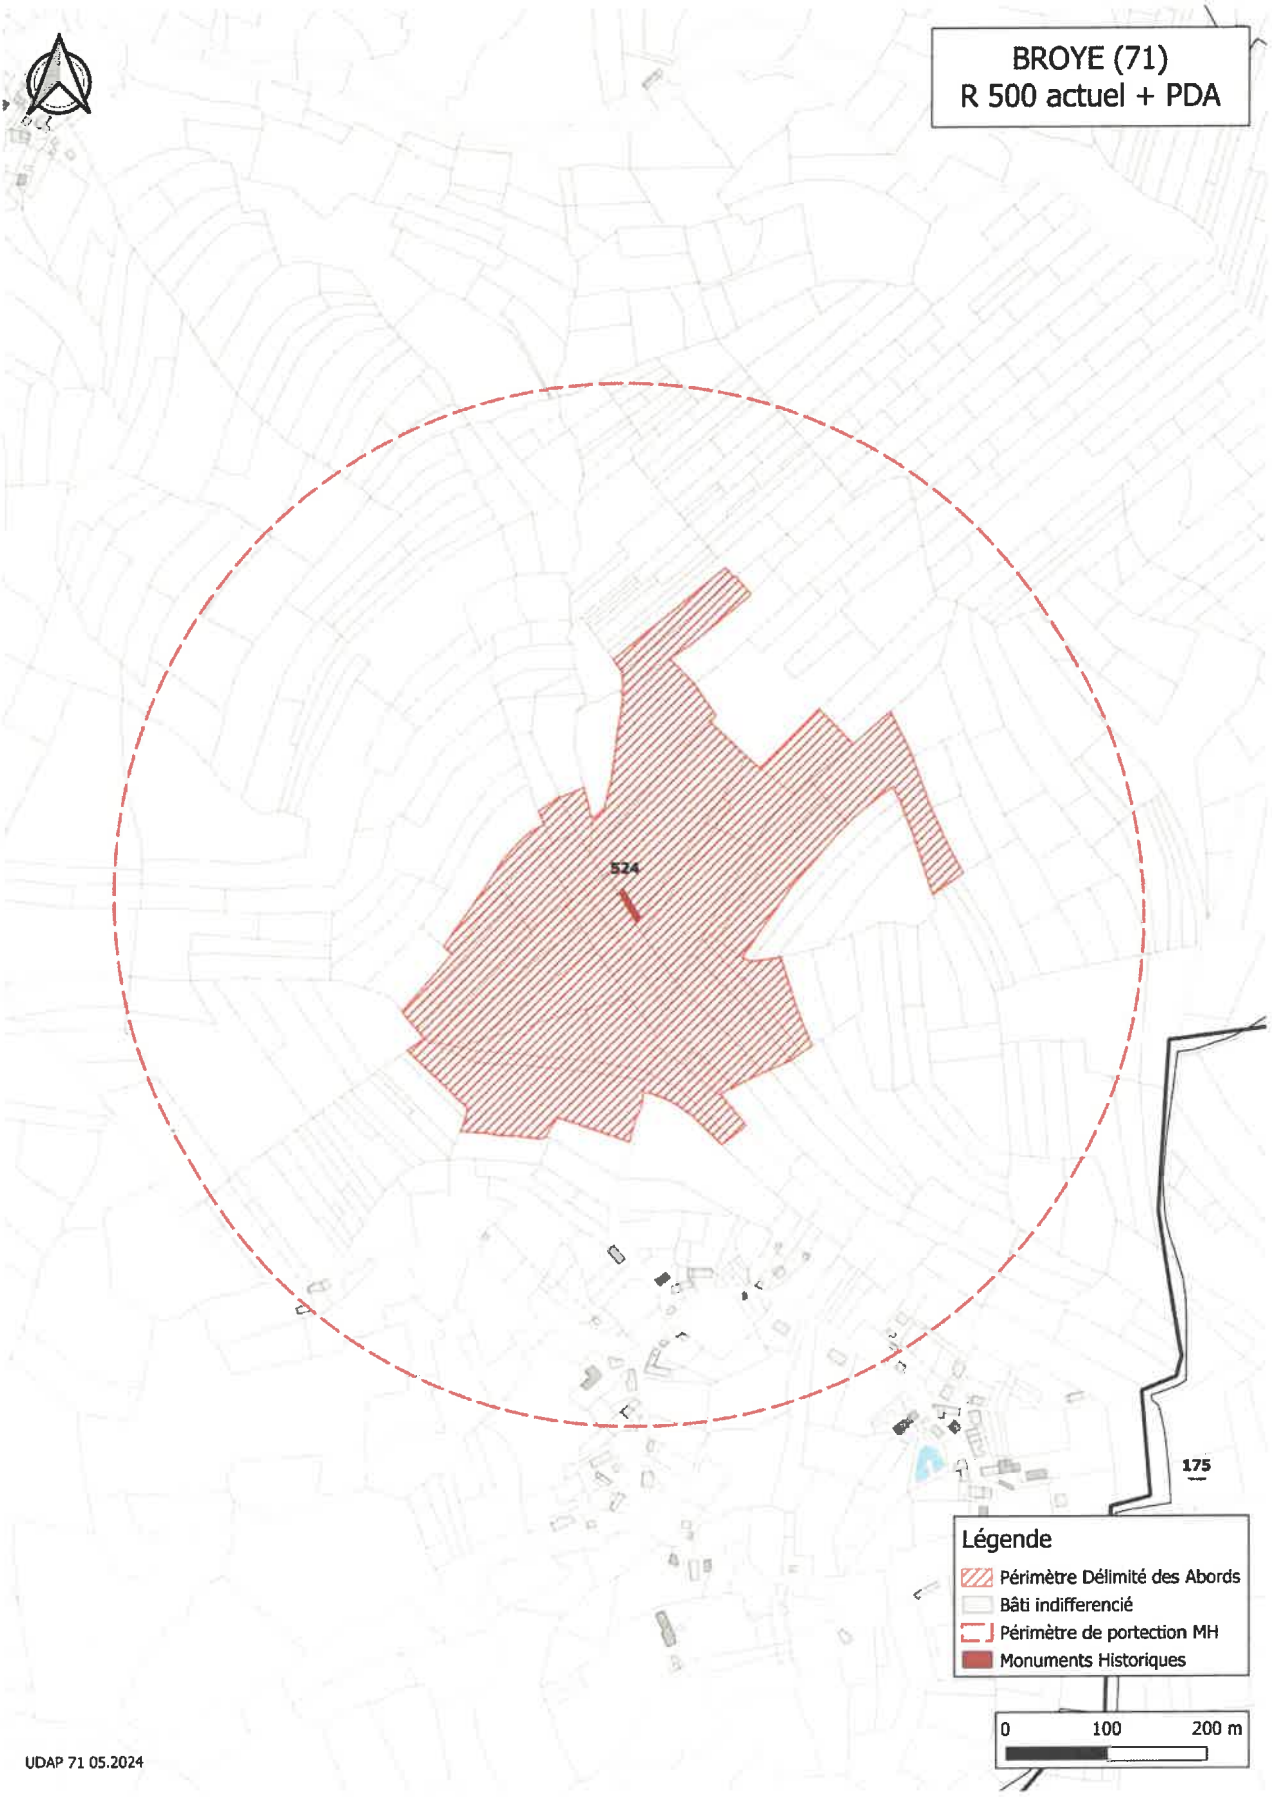 BROYE (71)
R 500 actuel + PDA
524
175
Légende
Périmètre Délimité des Abords
Bâti indifferencié
Périmètre de portection MH
Monuments Historiques
0 100 200 m
UDAP 71 05.2024